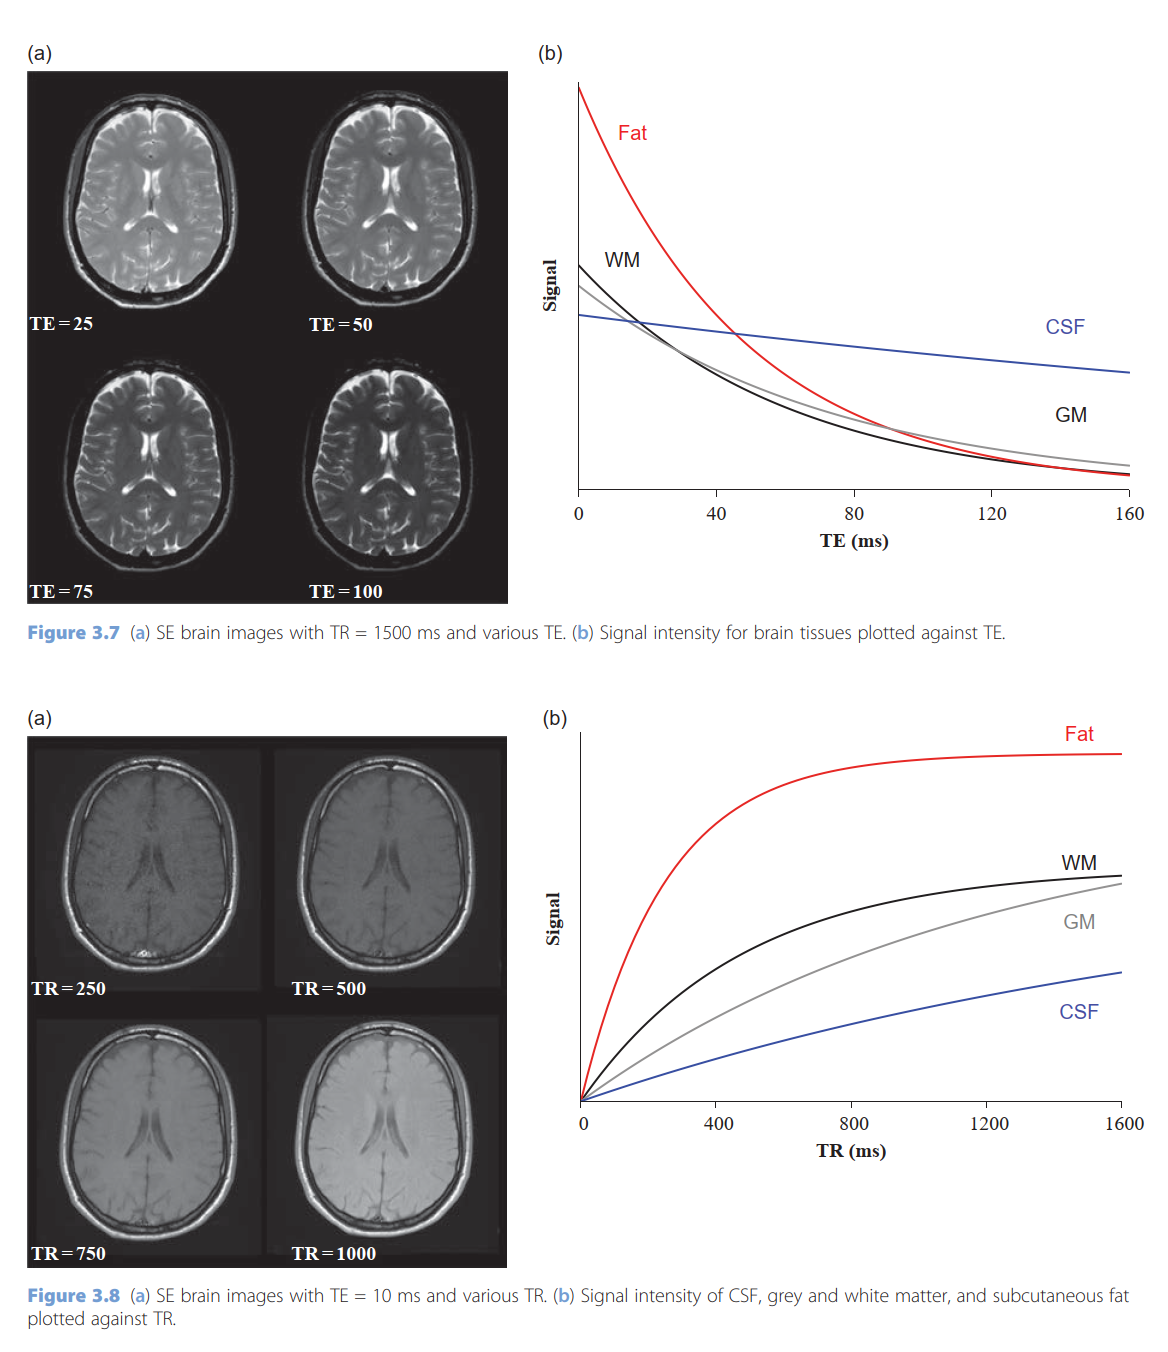 (a)
(b)
TE = 25
TE = 50
TE = 75
TE = 100
Fat
WM
CSF
GM
Signal
0 40 80 120 160
TE (ms)
Figure 3.7 (a) SE brain images with TR = 1500 ms and various TE. (b) Signal intensity for brain tissues plotted against TE.
(a)
(b)
TR = 250
TR = 500
TR = 750
TR = 1000
Fat
WM
GM
CSF
Signal
0 400 800 1200 1600
TR (ms)
Figure 3.8 (a) SE brain images with TE = 10 ms and various TR. (b) Signal intensity of CSF, grey and white matter, and subcutaneous fat
plotted against TR.